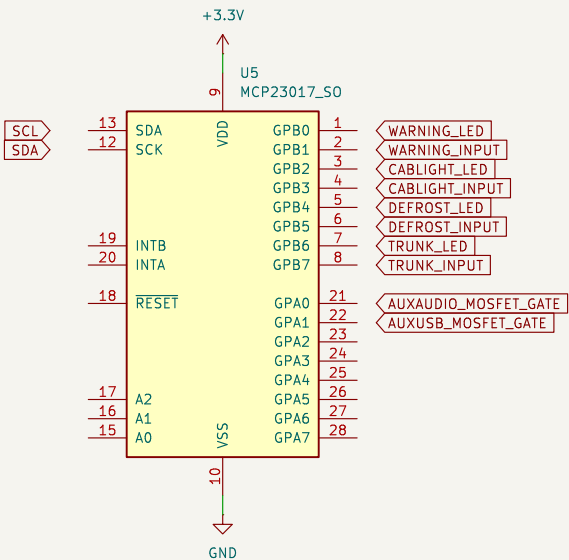 +3.3V
U5
MCP23017_SO
9
VDD
SCL 13 SDA GPB0 1 WARNING_LED
SDA 12 SCK GPB1 2 WARNING_INPUT
GPB2 3 CABLIGHT_LED
GPB3 4 CABLIGHT_INPUT
GPB4 5 DEFROST_LED
GPB5 6 DEFROST_INPUT
19 INTB GPB6 7 TRUNK_LED
20 INTA GPB7 8 TRUNK_INPUT
18 RESET GPA0 21 AUXAUDIO_MOSFET_GATE
GPA1 22 AUXUSB_MOSFET_GATE
GPA2 23
GPA3 24
GPA4 25
17 A2 GPA5 26
16 A1 GPA6 27
15 A0 GPA7 28
VSS
10
GND